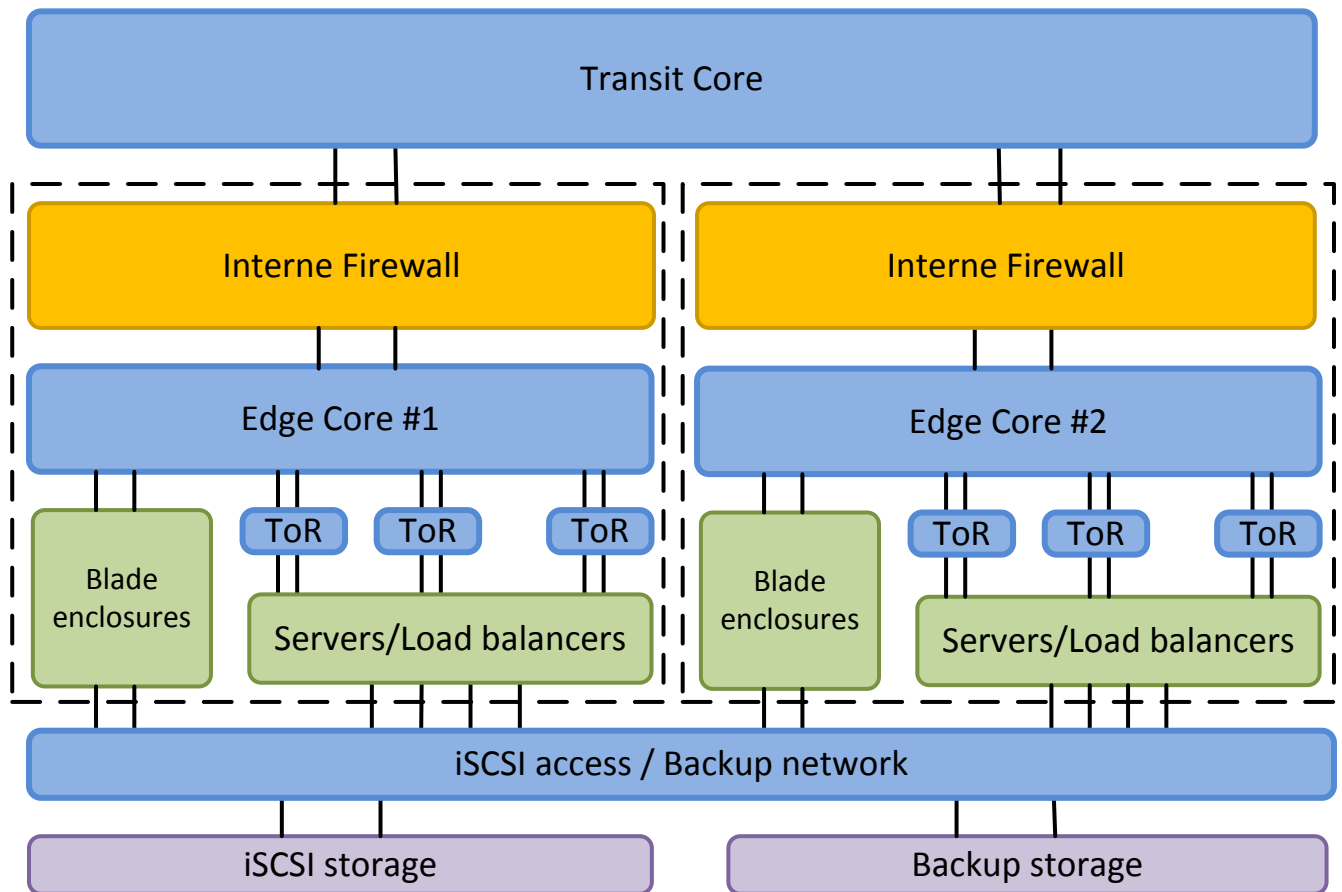 Transit Core
Interne Firewall
Interne Firewall
Edge Core #1
Edge Core #2
ToR
ToR
ToR
ToR
ToR
ToR
Blade
enclosures
Servers/Load balancers
Blade
enclosures
Servers/Load balancers
iSCSI access / Backup network
iSCSI storage
Backup storage